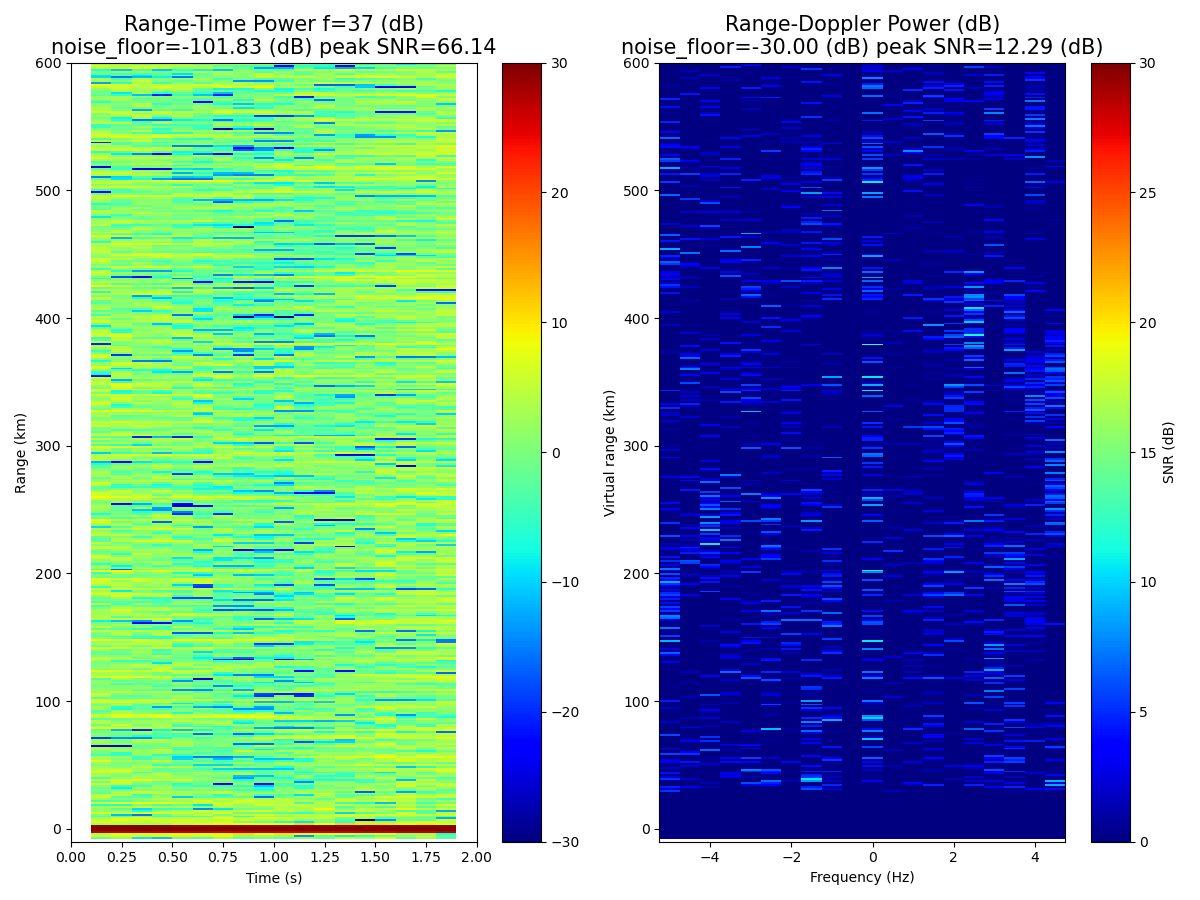 Range-Time Power f=37 (dB)
noise_floor=-101.83 (dB) peak SNR=66.14
600
500
400
300
200
100
0
Range (km)
0.00 0.25 0.50 0.75 1.00 1.25 1.50 1.75 2.00
Time (s)
30
20
10
0
−10
−20
−30
Range-Doppler Power (dB)
noise_floor=-30.00 (dB) peak SNR=12.29 (dB)
600
500
400
300
200
100
0
Virtual range (km)
−4 −2 0 2 4
Frequency (Hz)
30
25
20
15
10
5
0
SNR (dB)